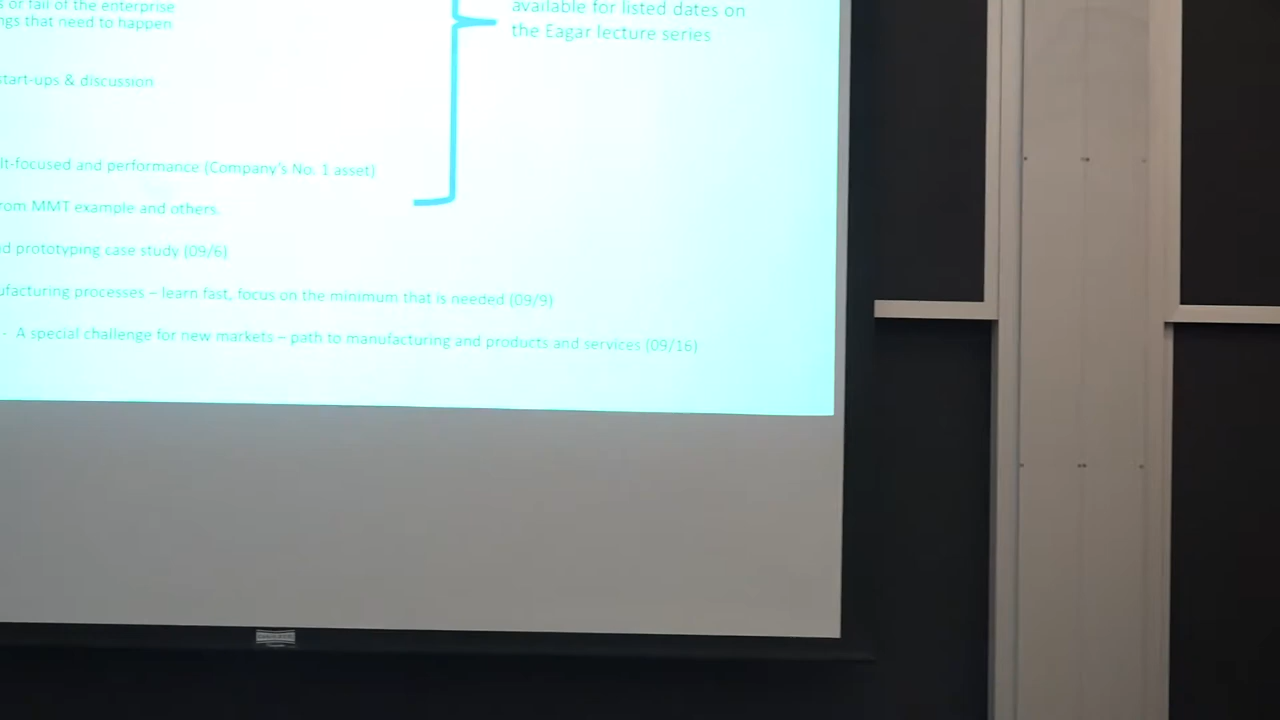 s or fail of the enterprise
ngs that need to happen
start-ups & discussion
lt-focused and performance (Company's No. 1 asset)
rom MMT example and others.
d prototyping case study (09/6)
ufacturing processes – learn fast, focus on the minimum that is needed (09/9)
- A special challenge for new markets – path to manufacturing and products and services (09/16)
available for listed dates on
the Eagar lecture series